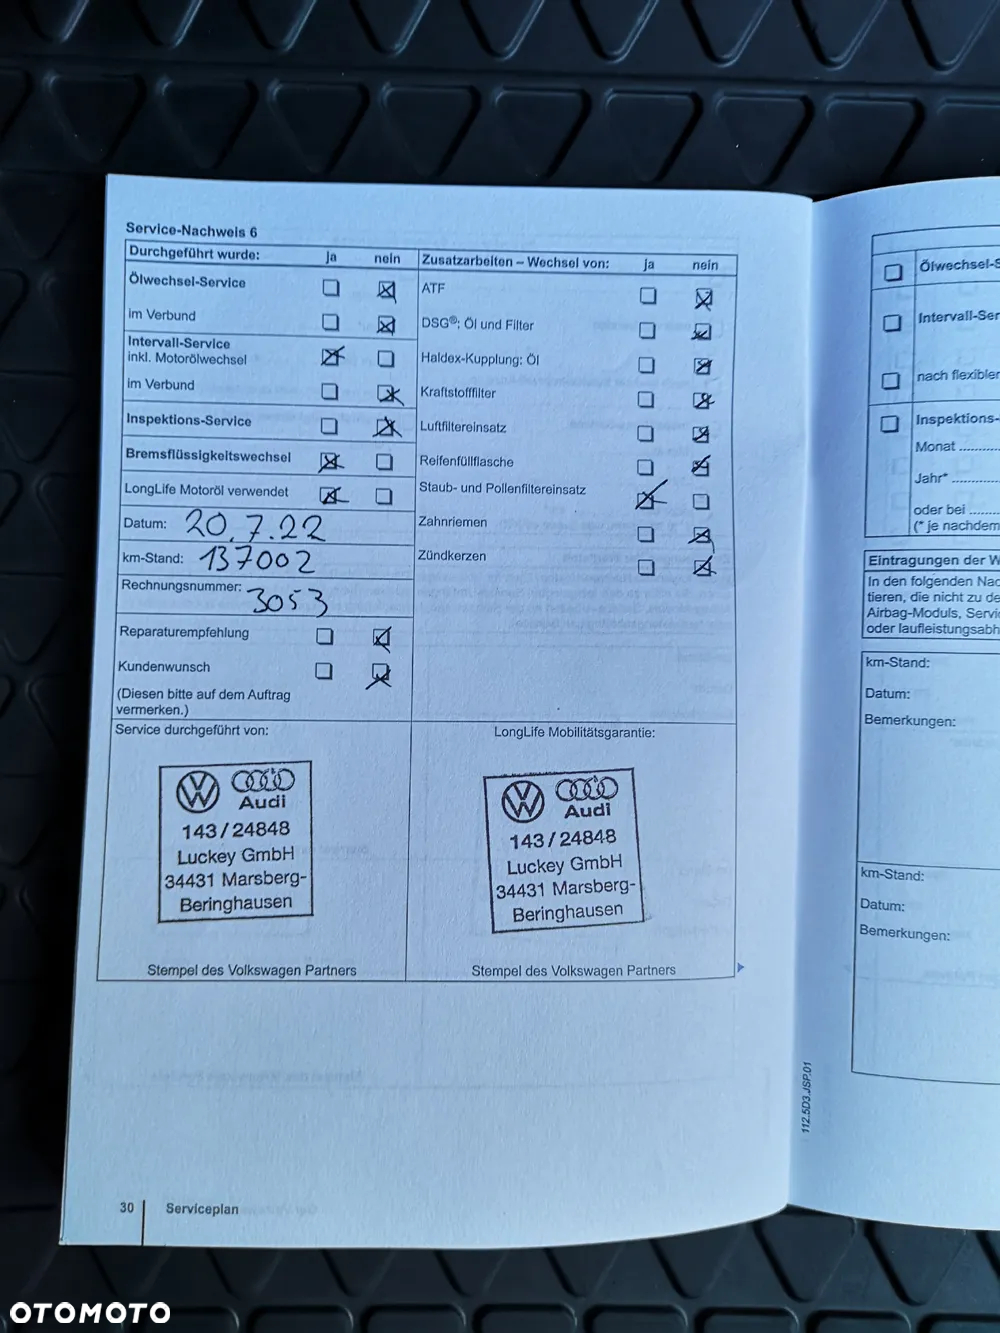 Service-Nachweis 6
Durchgeführt wurde: ja nein
Ölwechsel-Service
im Verbund
Intervall-Service
inkl. Motorölwechsel
im Verbund
Inspektions-Service
Bremsflüssigkeitswechsel
LongLife Motoröl verwendet
Datum: 20.7.22
km-Stand: 137002
Rechnungsnummer: 3053
Reparaturempfehlung
Kundenwunsch
(Diesen bitte auf dem Auftrag
vermerken.)
Zusatzarbeiten – Wechsel von: ja nein
ATF
DSG®: Öl und Filter
Haldex-Kupplung: Öl
Kraftstofffilter
Luftfiltereinsatz
Reifenfüllflasche
Staub- und Pollenfiltereinsatz
Zahnriemen
Zündkerzen
Service durchgeführt von:
Audi
143/24848
Luckey GmbH
34431 Marsberg-
Beringhausen
Stempel des Volkswagen Partners
LongLife Mobilitätsgarantie:
Audi
143/24848
Luckey GmbH
34431 Marsberg-
Beringhausen
Stempel des Volkswagen Partners
30 Serviceplan
112.5D3.JSP.01
Ölwechsel-S
Intervall-Ser
nach flexibler
Inspektions-
Monat
Jahr*
oder bei
(* je nachdem
Eintragungen der W
In den folgenden Nac
tieren, die nicht zu de
Airbag-Moduls, Servic
oder laufleistungsabh
km-Stand:
Datum:
Bemerkungen:
km-Stand:
Datum:
Bemerkungen:
OTOMOTO